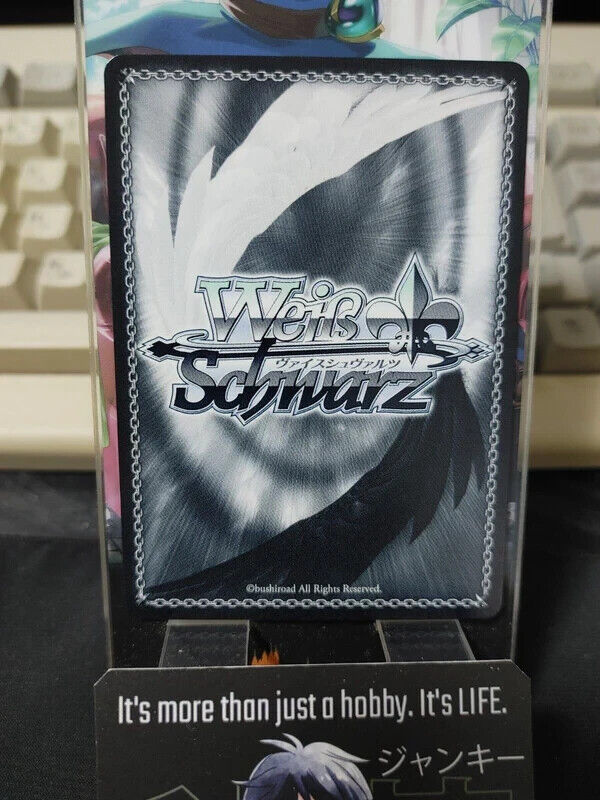 Weiß
ヴァイスシュヴァルツ
Schwarz
©bushiroad All Rights Reserved.
It's more than just a hobby. It's LIFE.
ジャンキー